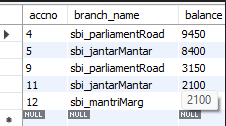 accno branch_name balance
4 sbi_parliamentRoad 9450
5 sbi_jantarMantar 8400
9 sbi_parliamentRoad 3150
11 sbi_jantarMantar 2100
12 sbi_mantriMarg 2100
NULL NULL NULL